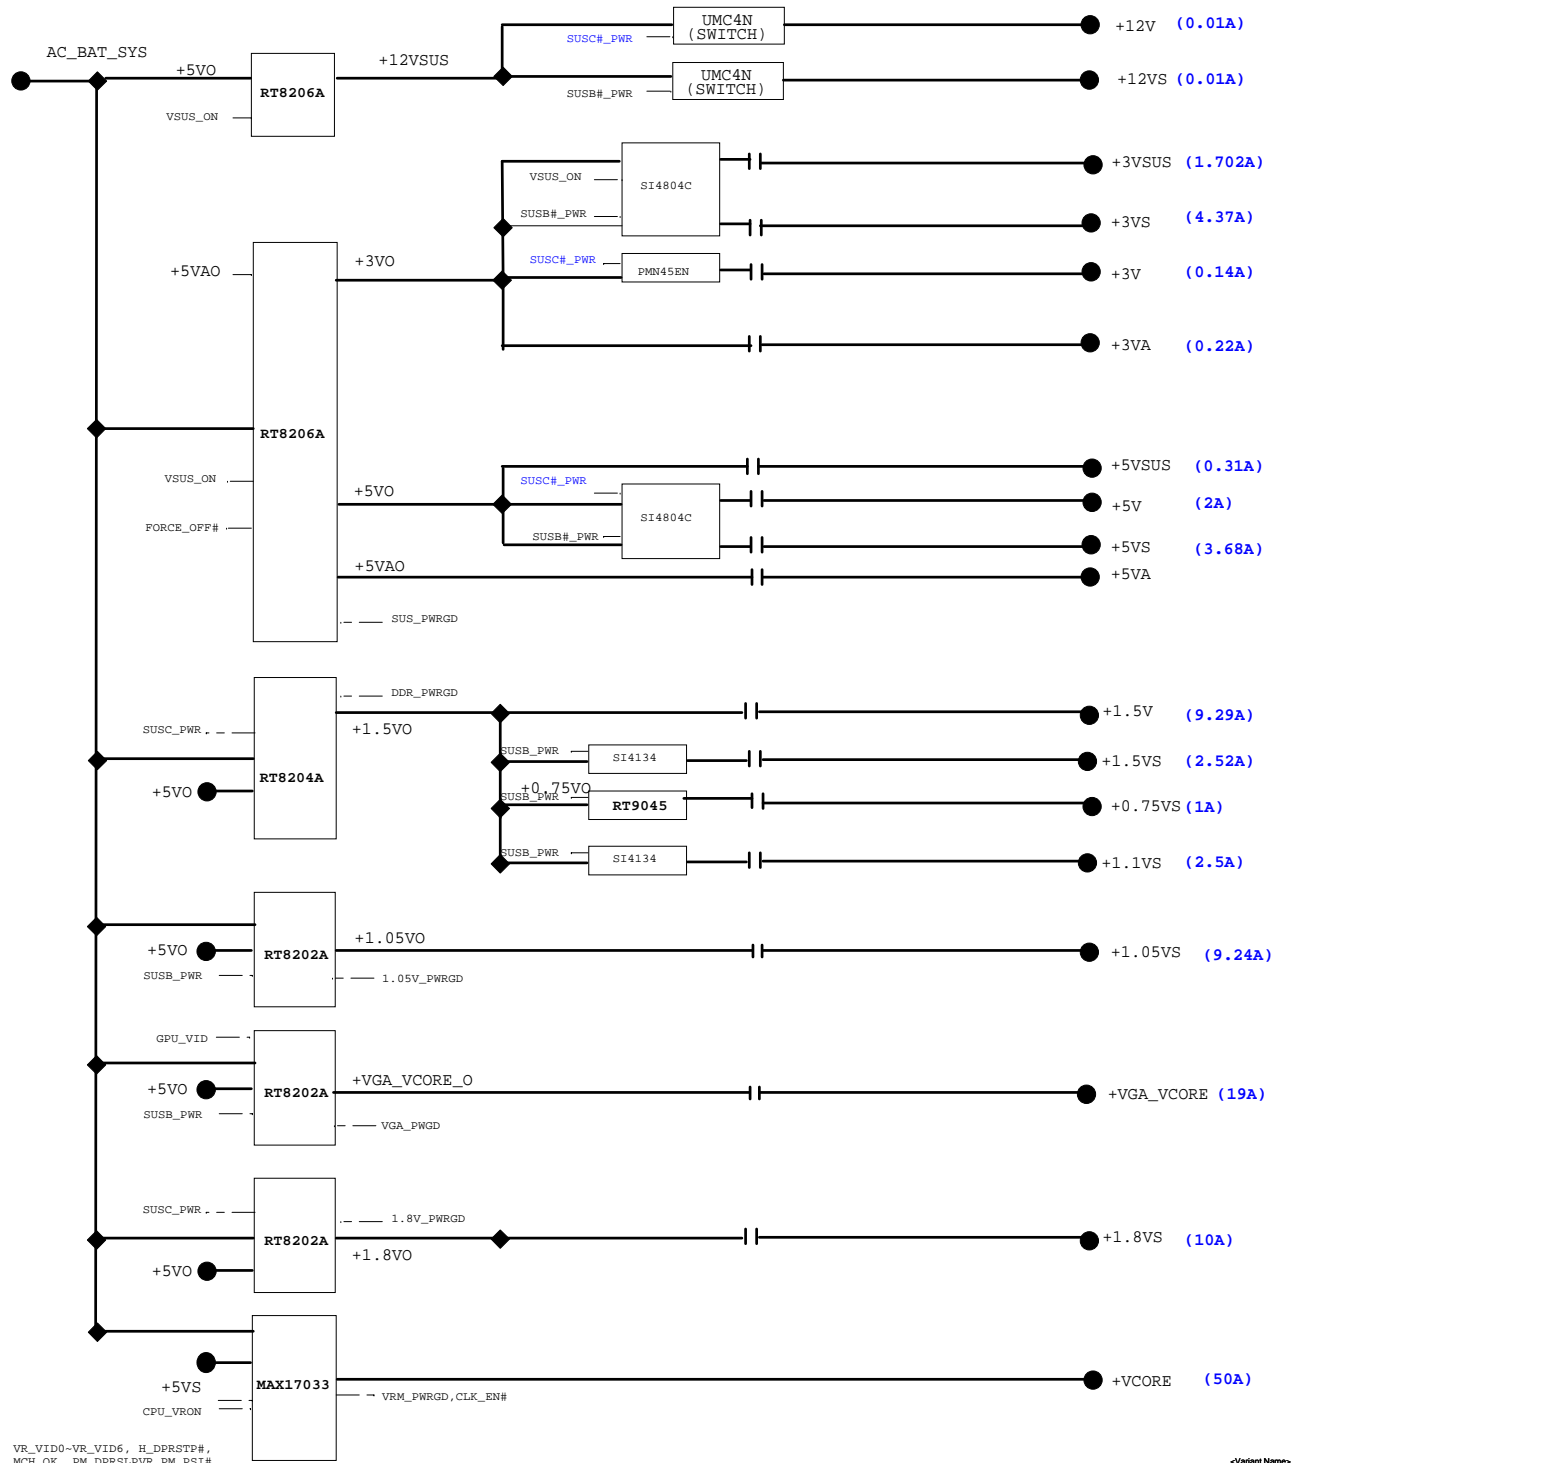 UMC4N
(SWITCH)
SUSC#_PWR
+12V (0.01A)
AC_BAT_SYS
+5VO
+12VSUS
RT8206A
VSUS_ON
UMC4N
(SWITCH)
SUSB#_PWR
+12VS (0.01A)
VSUS_ON
SUSB#_PWR
SI4804C
+3VSUS (1.702A)
+3VS (4.37A)
+5VAO
+3VO
SUSC#_PWR
PMN45EN
+3V (0.14A)
+3VA (0.22A)
RT8206A
VSUS_ON
FORCE_OFF#
+5VO
SUSC#_PWR
SUSB#_PWR
SI4804C
+5VSUS (0.31A)
+5V (2A)
+5VS (3.68A)
+5VAO
+5VA
SUS_PWRGD
DDR_PWRGD
SUSC_PWR
+1.5VO
RT8204A
+5VO
+1.5V (9.29A)
SUSB_PWR
SI4134
+1.5VS (2.52A)
+0.75VO
SUSB_PWR
RT9045
+0.75VS (1A)
SUSB_PWR
SI4134
+1.1VS (2.5A)
+5VO
SUSB_PWR
RT8202A
+1.05VO
1.05V_PWRGD
+1.05VS (9.24A)
GPU_VID
+5VO
SUSB_PWR
RT8202A
+VGA_VCORE_O
VGA_PWGD
+VGA_VCORE (19A)
SUSC_PWR
+5VO
RT8202A
1.8V_PWRGD
+1.8VO
+1.8VS (10A)
+5VS
CPU_VRON
MAX17033
VRM_PWRGD,CLK_EN#
+VCORE (50A)
VR_VID0~VR_VID6, H_DPRSTP#,
MCH_OK, PM_DPRSLPVR,PM_PSI#
<Variant Name>